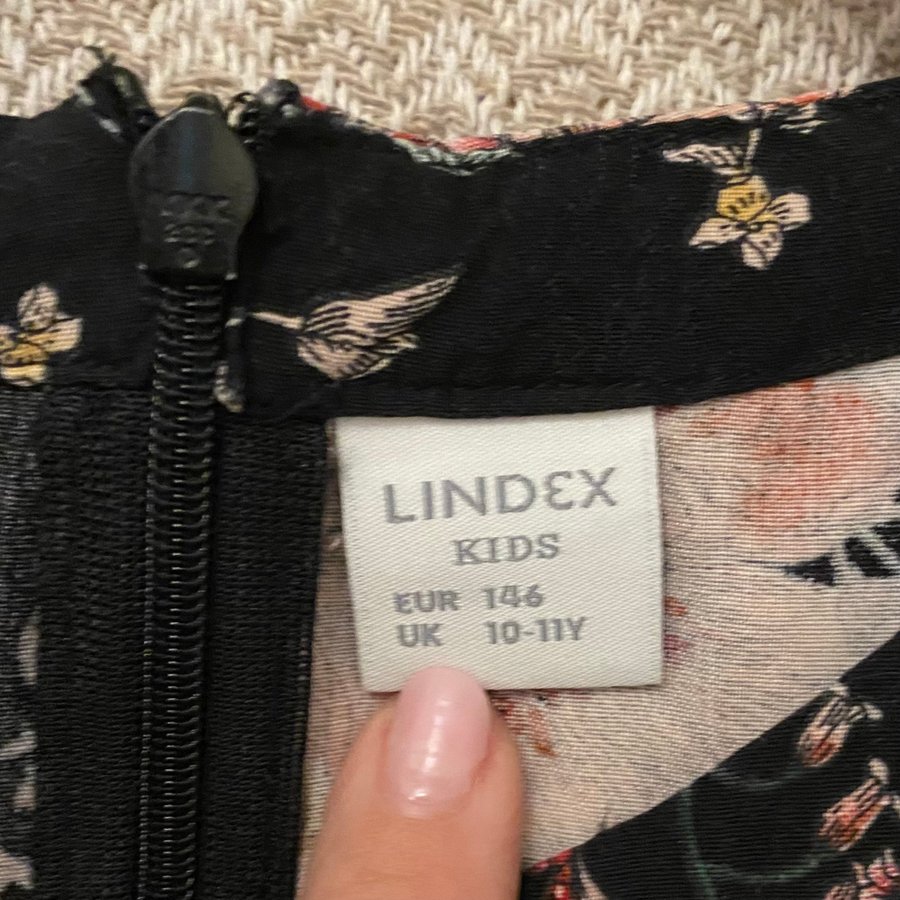 LINDEX
KIDS
EUR 146
UK 10-11Y